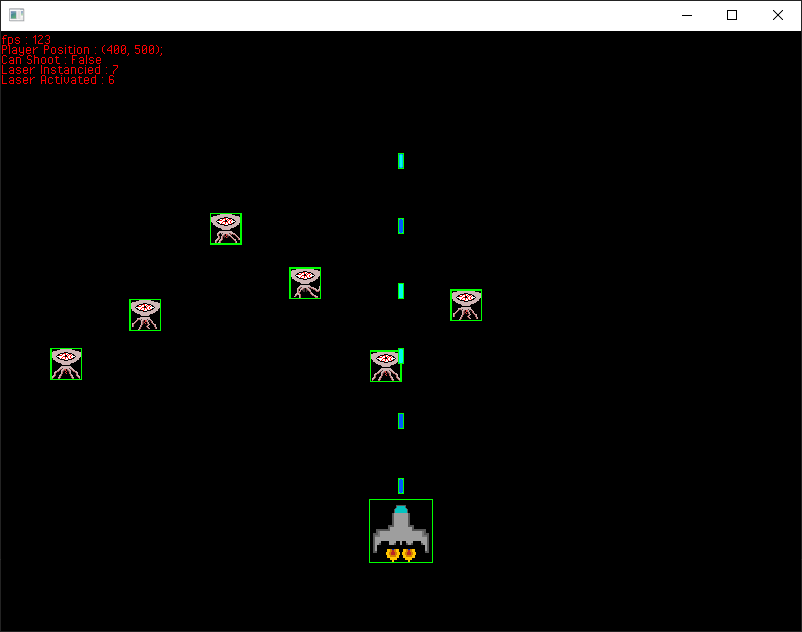 fps : 123
Player Position : (400, 500);
Can Shoot : False
Laser Instancied : 7
Laser Activated : 6